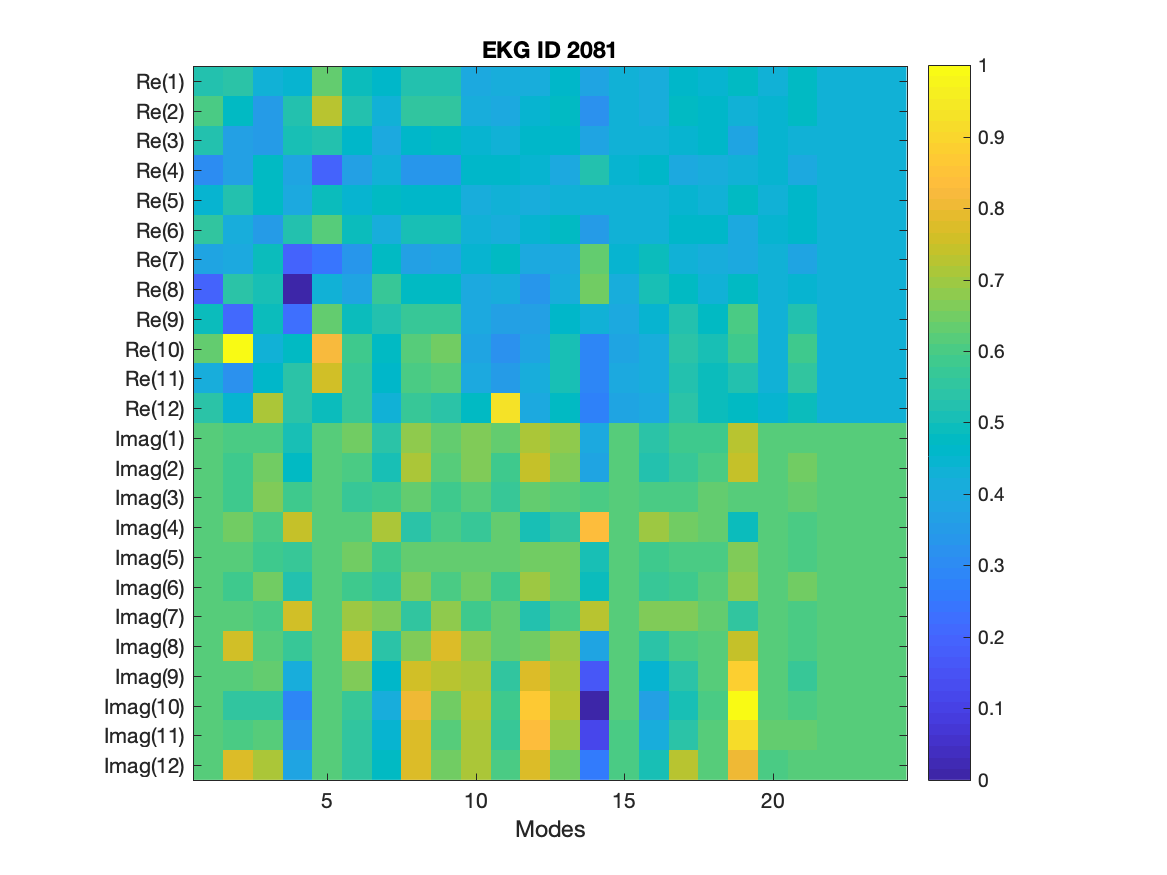 EKG ID 2081
Re(1)
Re(2)
Re(3)
Re(4)
Re(5)
Re(6)
Re(7)
Re(8)
Re(9)
Re(10)
Re(11)
Re(12)
Imag(1)
Imag(2)
Imag(3)
Imag(4)
Imag(5)
Imag(6)
Imag(7)
Imag(8)
Imag(9)
Imag(10)
Imag(11)
Imag(12)
5 10 15 20
Modes
1
0.9
0.8
0.7
0.6
0.5
0.4
0.3
0.2
0.1
0